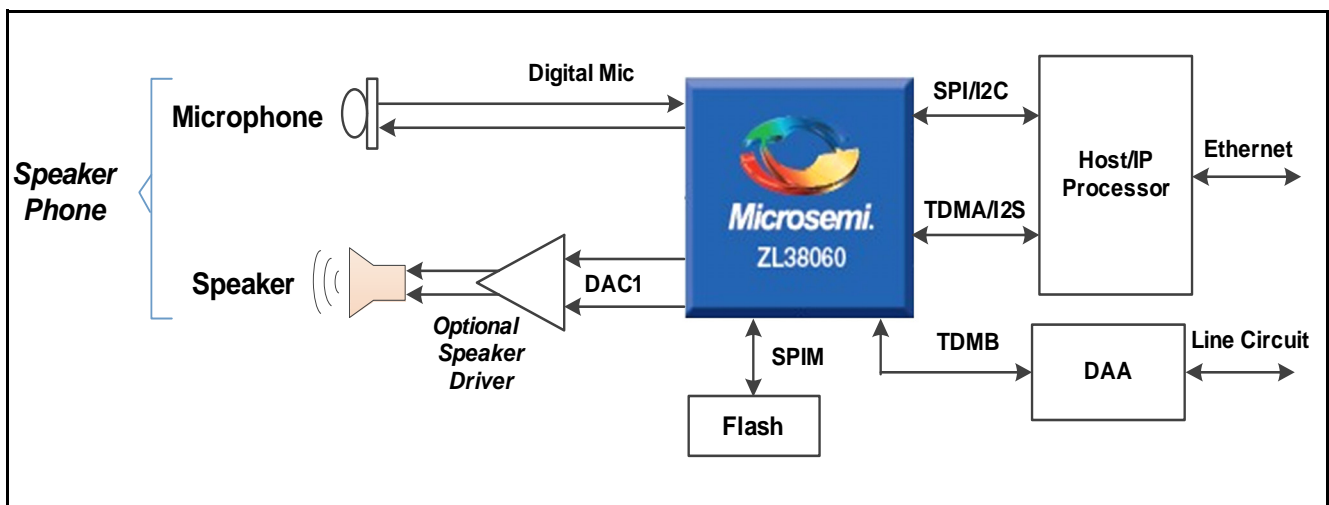 Speaker
Phone
Microphone
Digital Mic
Speaker
Optional
Speaker
Driver
DAC1
Microsemi.
ZL38060
SPIM
Flash
SPI/I2C
TDMA/I2S
Host/IP
Processor
Ethernet
TDMB
DAA
Line Circuit